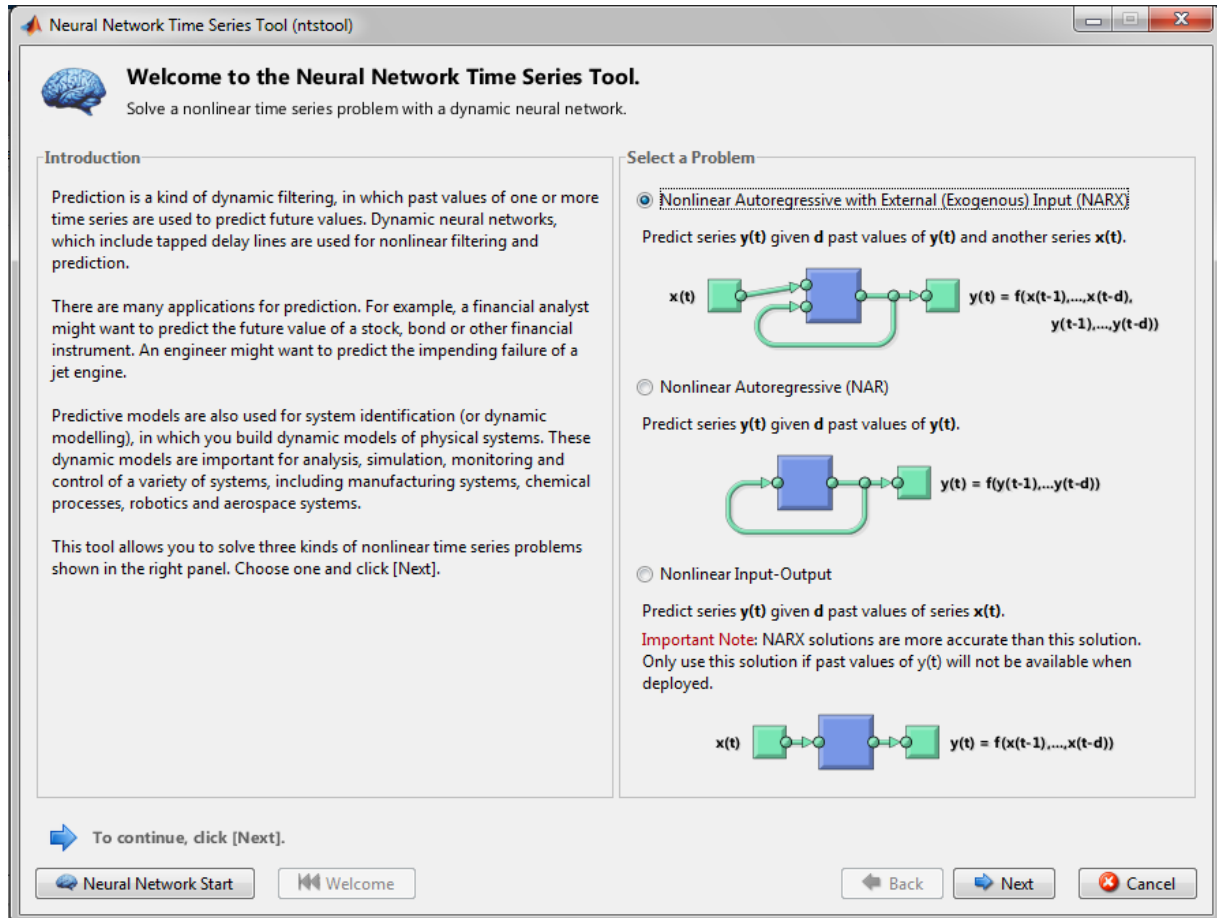 Neural Network Time Series Tool (ntstool)
Welcome to the Neural Network Time Series Tool.
Solve a nonlinear time series problem with a dynamic neural network.
Introduction
Prediction is a kind of dynamic filtering, in which past values of one or more
time series are used to predict future values. Dynamic neural networks,
which include tapped delay lines are used for nonlinear filtering and
prediction.
There are many applications for prediction. For example, a financial analyst
might want to predict the future value of a stock, bond or other financial
instrument. An engineer might want to predict the impending failure of a
jet engine.
Predictive models are also used for system identification (or dynamic
modelling), in which you build dynamic models of physical systems. These
dynamic models are important for analysis, simulation, monitoring and
control of a variety of systems, including manufacturing systems, chemical
processes, robotics and aerospace systems.
This tool allows you to solve three kinds of nonlinear time series problems
shown in the right panel. Choose one and click [Next].
Select a Problem
Nonlinear Autoregressive with External (Exogenous) Input (NARX)
Predict series y(t) given d past values of y(t) and another series x(t).
x(t)
y(t) = f(x(t-1),...,x(t-d),
y(t-1),...,y(t-d))
Nonlinear Autoregressive (NAR)
Predict series y(t) given d past values of y(t).
y(t) = f(y(t-1),...y(t-d))
Nonlinear Input-Output
Predict series y(t) given d past values of series x(t).
Important Note: NARX solutions are more accurate than this solution.
Only use this solution if past values of y(t) will not be available when
deployed.
x(t)
y(t) = f(x(t-1),...,x(t-d))
To continue, click [Next].
Neural Network Start
Welcome
Back
Next
Cancel